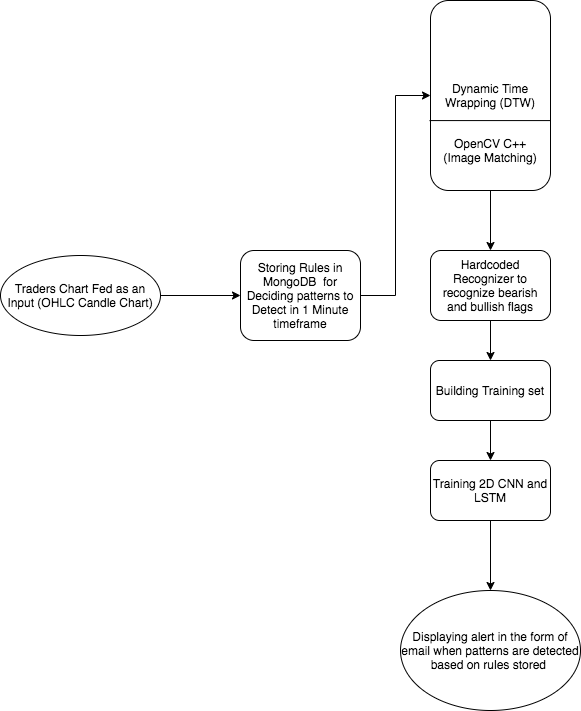 Traders Chart Fed as an
Input (OHLC Candle Chart)
Storing Rules in
MongoDB for
Deciding patterns to
Detect in 1 Minute
timeframe
Dynamic Time
Wrapping (DTW)
OpenCV C++
(Image Matching)
Hardcoded
Recognizer to
recognize bearish
and bullish flags
Building Training set
Training 2D CNN and
LSTM
Displaying alert in the form of
email when patterns are detected
based on rules stored